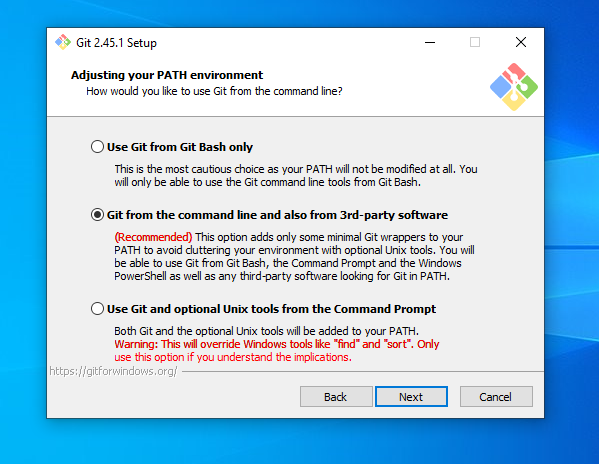 Git 2.45.1 Setup
Adjusting your PATH environment
How would you like to use Git from the command line?
Use Git from Git Bash only
This is the most cautious choice as your PATH will not be modified at all. You
will only be able to use the Git command line tools from Git Bash.
Git from the command line and also from 3rd-party software
(Recommended) This option adds only some minimal Git wrappers to your
PATH to avoid cluttering your environment with optional Unix tools. You will
be able to use Git from Git Bash, the Command Prompt and the Windows
PowerShell as well as any third-party software looking for Git in PATH.
Use Git and optional Unix tools from the Command Prompt
Both Git and the optional Unix tools will be added to your PATH.
Warning: This will override Windows tools like "find" and "sort". Only
use this option if you understand the implications.
https://gitforwindows.org/
Back
Next
Cancel